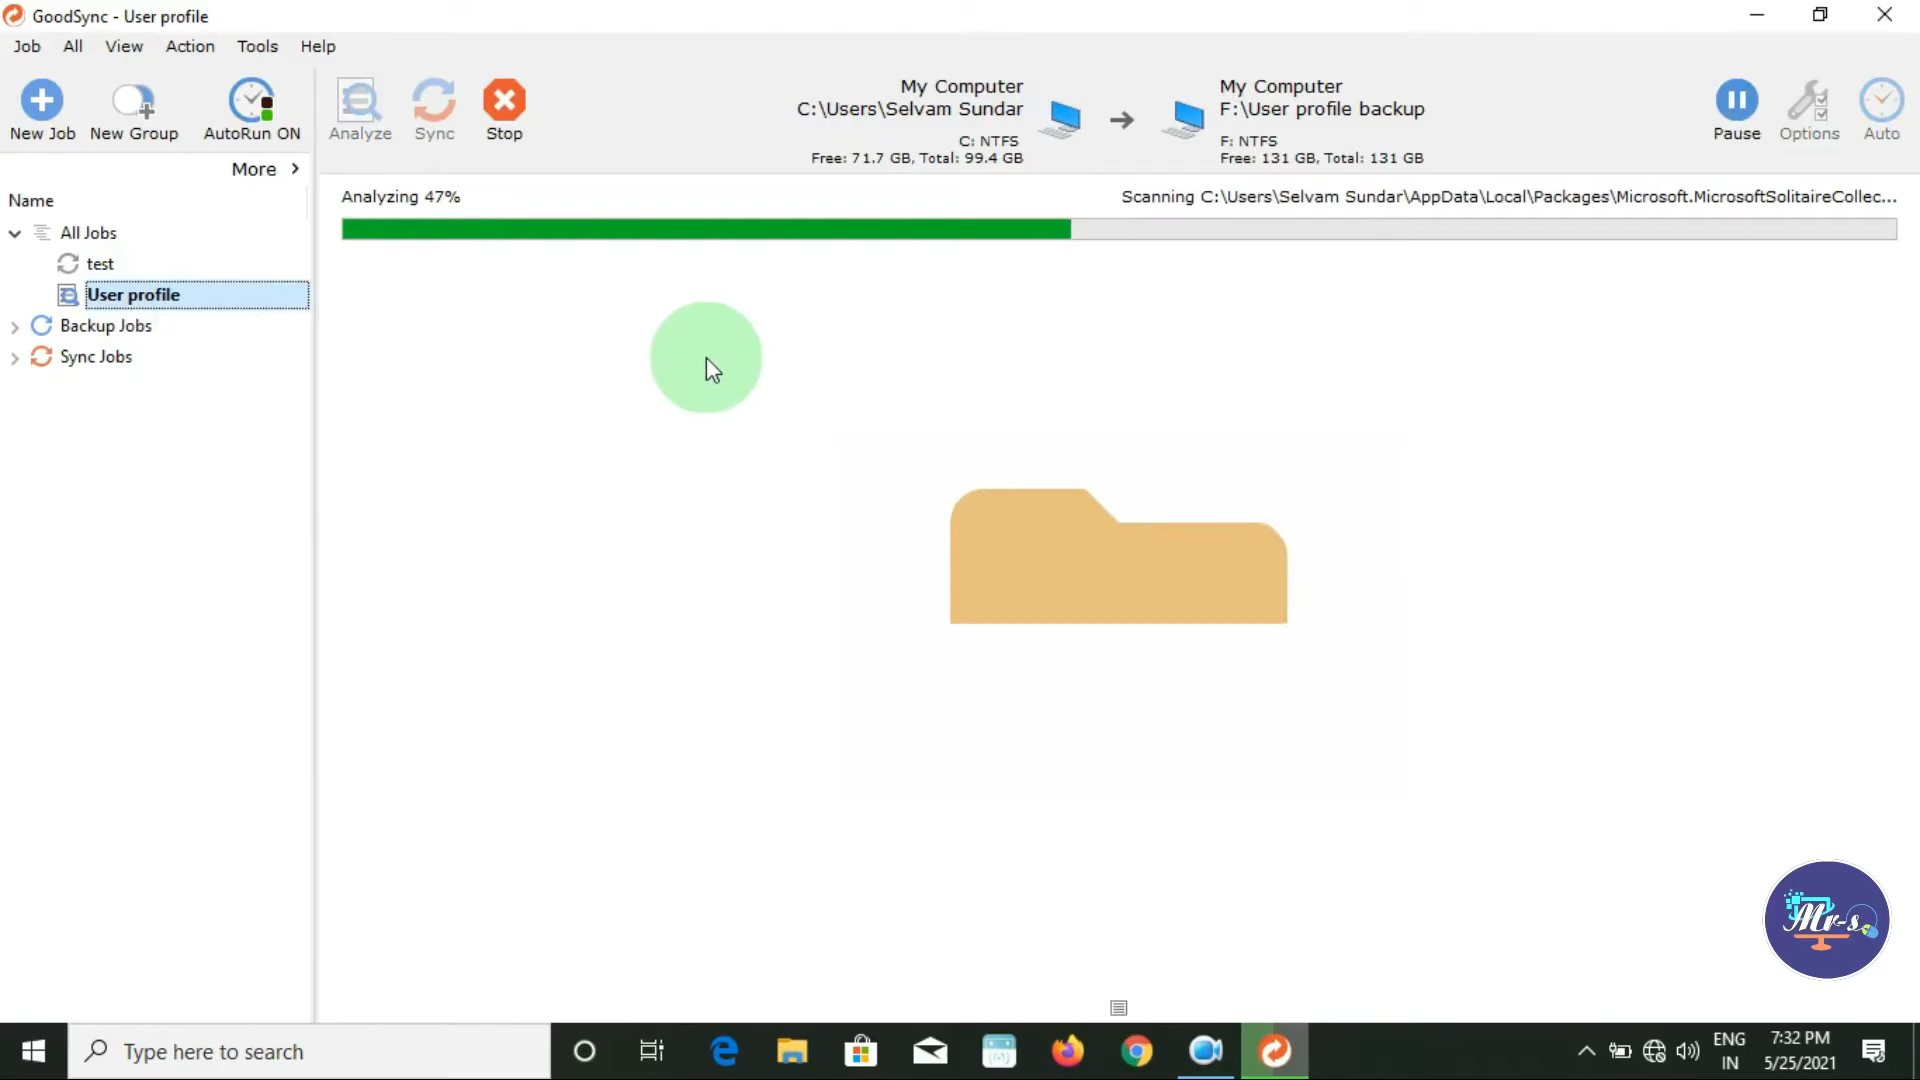 GoodSync - User profile
Job All View Action Tools Help
New Job New Group AutoRun ON Analyze Sync Stop
My Computer
C:\Users\Selvam Sundar
C: NTFS
Free: 71.7 GB, Total: 99.4 GB
My Computer
F:\User profile backup
F: NTFS
Free: 131 GB, Total: 131 GB
Pause Options Auto
More
Name
All Jobs
test
User profile
Backup Jobs
Sync Jobs
Analyzing 47%
Scanning C:\Users\Selvam Sundar\AppData\Local\Packages\Microsoft.MicrosoftSolitaireCollec...
Mr-s
Type here to search
ENG
IN
7:32 PM
5/25/2021